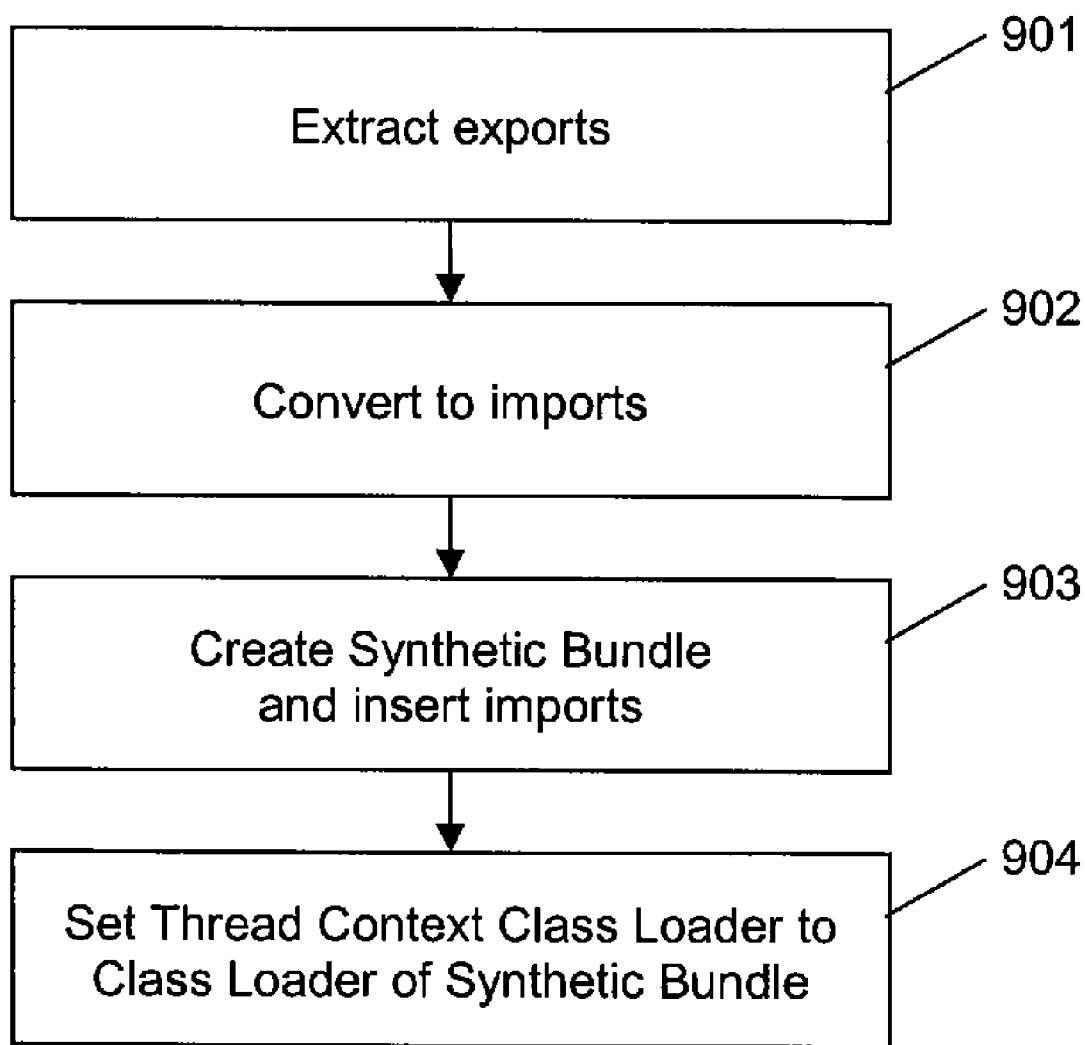 901
Extract exports
902
Convert to imports
903
Create Synthetic Bundle
and insert imports
904
Set Thread Context Class Loader to
Class Loader of Synthetic Bundle